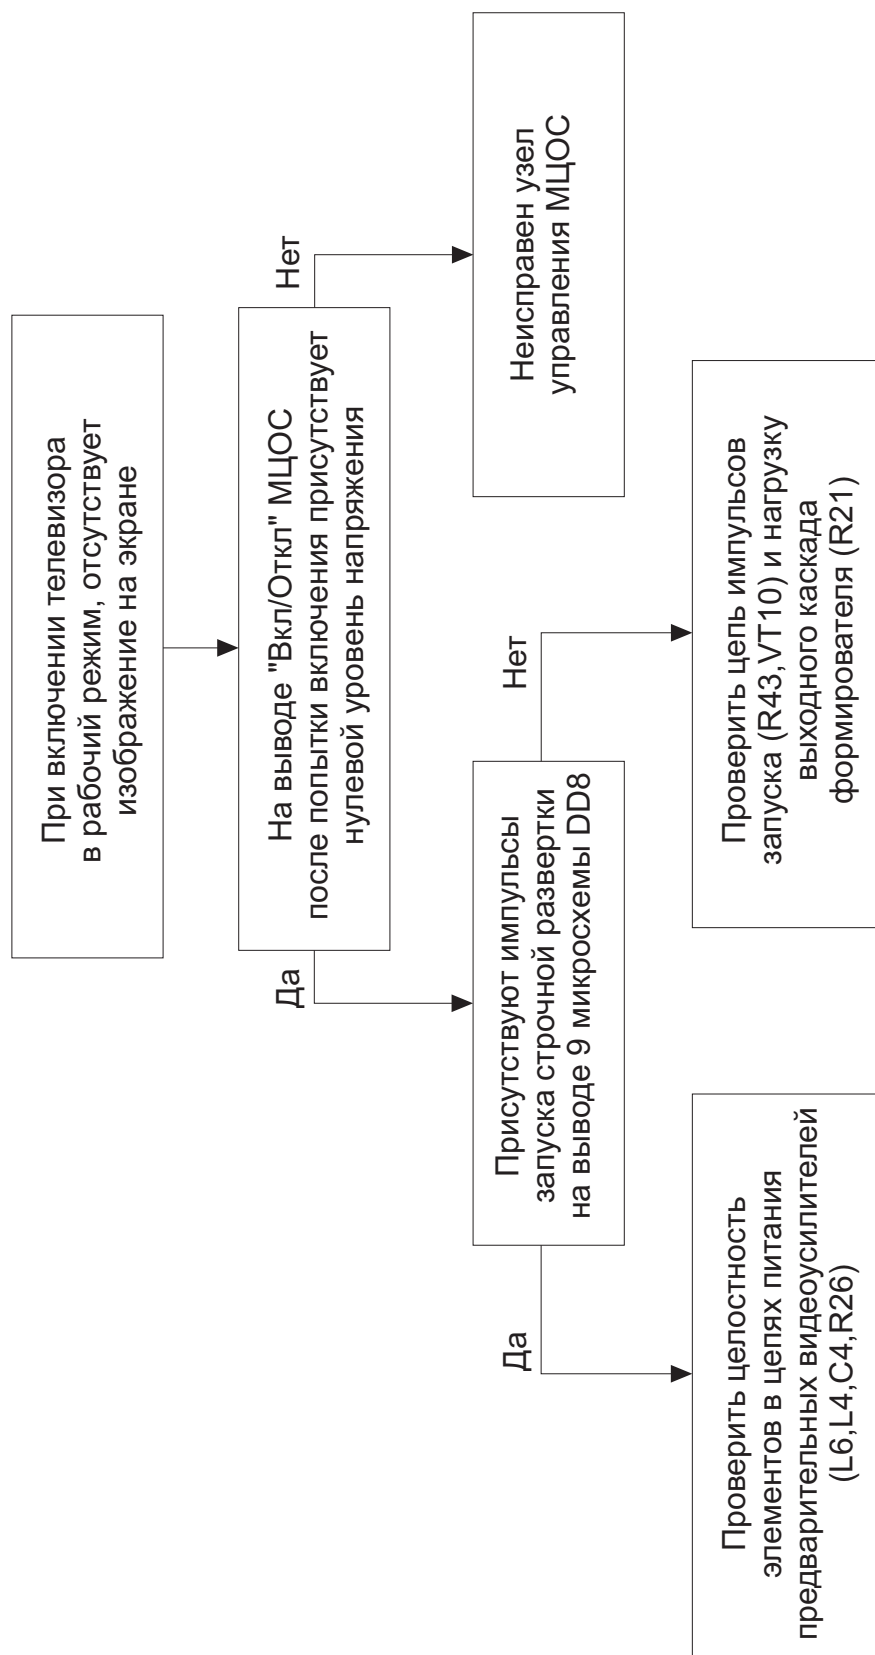 При включении телевизора
в рабочий режим, отсутствует
изображение на экране
На выводе "Вкл/Откл" МЦОС
после попытки включения присутствует
нулевой уровень напряжения
Да
Нет
Присутствуют импульсы
запуска строчной развертки
на выводе 9 микросхемы DD8
Неисправен узел
управления МЦОС
Да
Нет
Проверить целостность
элементов в цепях питания
предварительных видеоусилителей
(L6,L4,C4,R26)
Проверить цепь импульсов
запуска (R43,VT10) и нагрузку
выходного каскада
формирователя (R21)